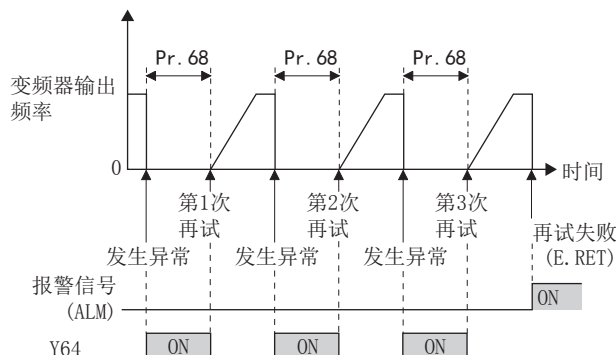 Pr.68 Pr.68 Pr.68
变频器输出
频率
0
时间
第1次 第2次 第3次
再试 再试 再试
发生异常 发生异常 发生异常
再试失败
(E.RET)
报警信号
(ALM)
ON
Y64 ON ON ON